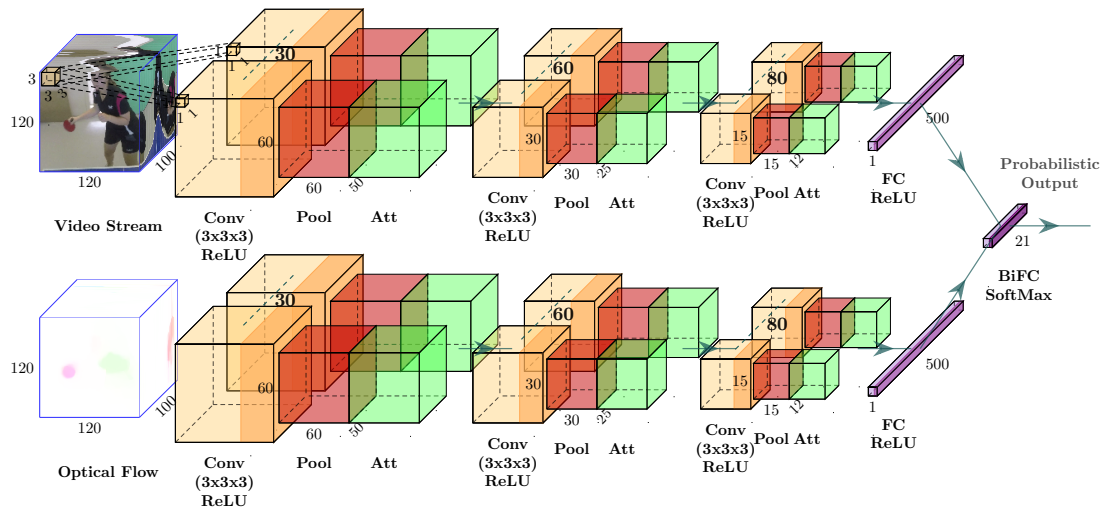 3
3
3
120
120
100
Video Stream
1
1
1
1
1
30
60
60
50
Conv
(3x3x3)
ReLU
Pool
Att
60
30
30
25
Conv
(3x3x3)
ReLU
Pool
Att
80
15
15
12
Conv
(3x3x3)
ReLU
Pool Att
500
1
FC
ReLU
Probabilistic
Output
21
BiFC
SoftMax
120
120
100
Optical Flow
30
60
60
50
Conv
(3x3x3)
ReLU
Pool
Att
60
30
30
25
Conv
(3x3x3)
ReLU
Pool
Att
80
15
15
12
Conv
(3x3x3)
ReLU
Pool Att
500
1
FC
ReLU